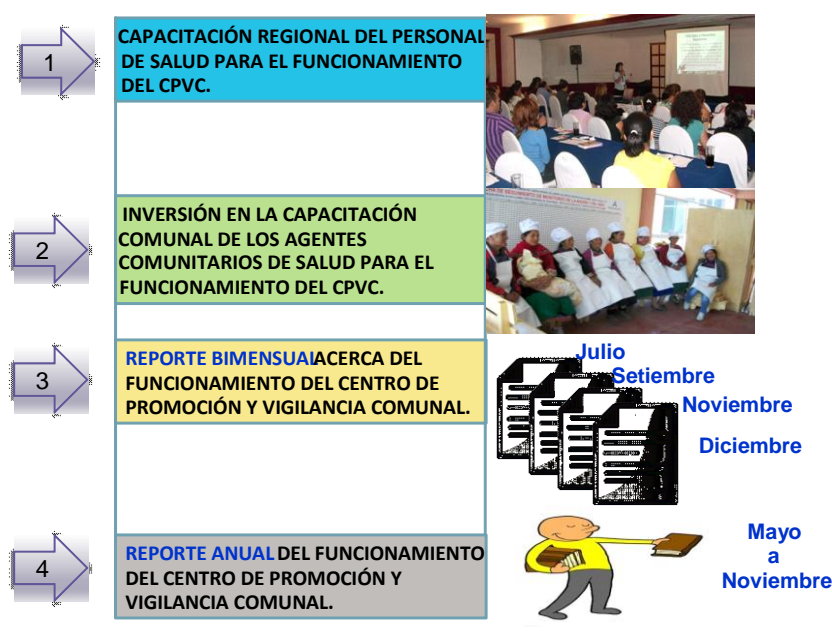 1
CAPACITACIÓN REGIONAL DEL PERSONAL
DE SALUD PARA EL FUNCIONAMIENTO
DEL CPVC.
2
INVERSIÓN EN LA CAPACITACIÓN
COMUNAL DE LOS AGENTES
COMUNITARIOS DE SALUD PARA EL
FUNCIONAMIENTO DEL CPVC.
3
REPORTE BIMENSUAL ACERCA DEL
FUNCIONAMIENTO DEL CENTRO DE
PROMOCIÓN Y VIGILANCIA COMUNAL.
Julio
Setiembre
Noviembre
Diciembre
4
REPORTE ANUAL DEL FUNCIONAMIENTO
DEL CENTRO DE PROMOCIÓN Y
VIGILANCIA COMUNAL.
Mayo
a
Noviembre